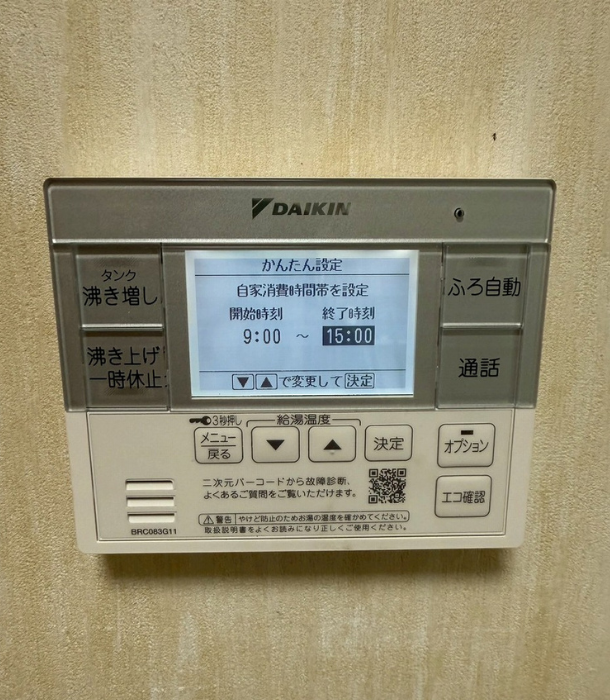 DAIKIN
タンク
沸き増し
沸き上げ
一時休止
かんたん設定
自家消費時間帯を設定
開始時刻 終了時刻
9:00 ～ 15:00
▼▲で変更して決定
ふろ自動
通話
3秒押し 給湯温度
メニュー
戻る
▼ ▲
決定
オプション
エコ確認
二次元バーコードから故障診断、
よくあるご質問をご覧いただけます。
⚠警告 やけど防止のためお湯の温度を確かめてください。
取扱説明書をよくお読みになり正しくご使用ください。
BRC083G11